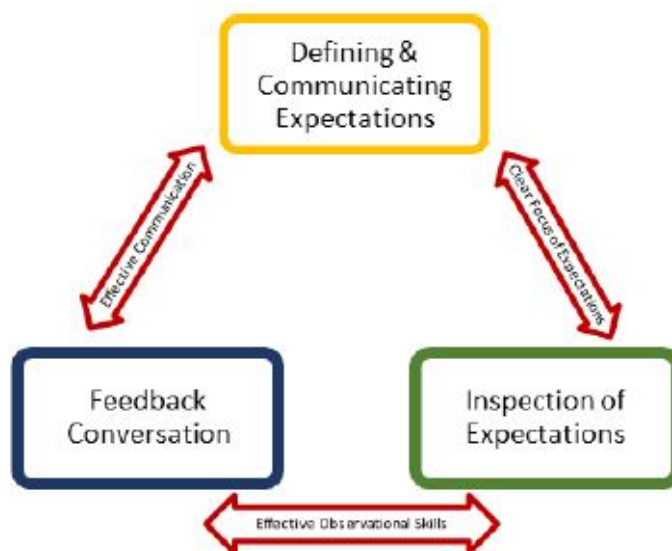 Defining &
Communicating
Expectations
Effective Communication
Clear Focus of Expectations
Feedback
Conversation
Inspection of
Expectations
Effective Observational Skills